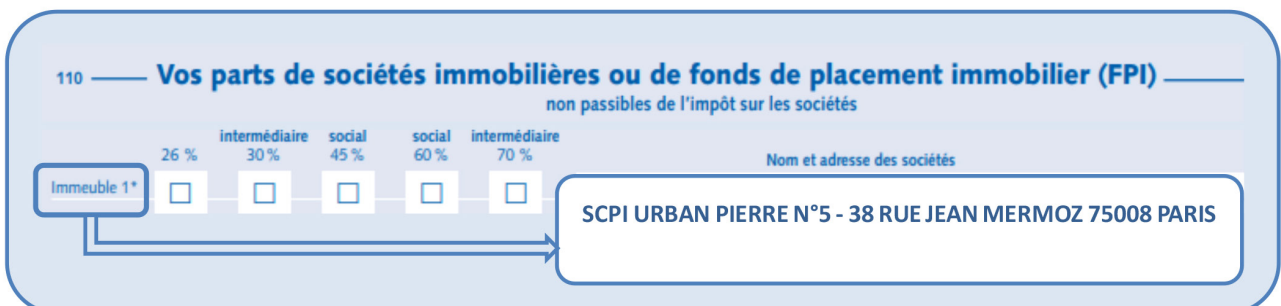 110 Vos parts de sociétés immobilières ou de fonds de placement immobilier (FPI)
non passibles de l'impôt sur les sociétés
intermédiaire social social intermédiaire
26 % 30 % 45 % 60 % 70 % Nom et adresse des sociétés
Immeuble 1*
SCPI URBAN PIERRE N°5 - 38 RUE JEAN MERMOZ 75008 PARIS